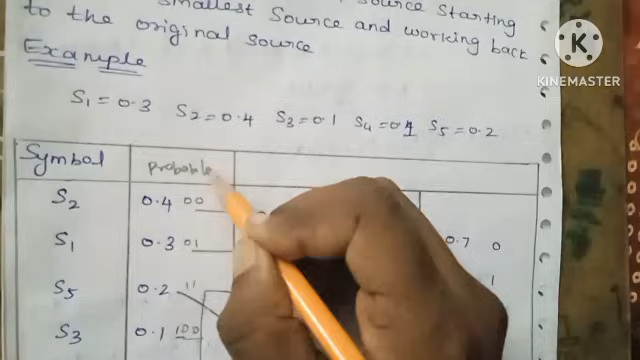 smallest Source and working back
Source starting
to the original source
KINEMASTER
Example
S1 = 0.3 S2 = 0.4 S3 = 0.1 S4 = 0.1 S5 = 0.2
Symbol probable
S2 0.4 00
S1 0.3 01 0.7 0
S5 0.2 11 1
S3 0.1 100